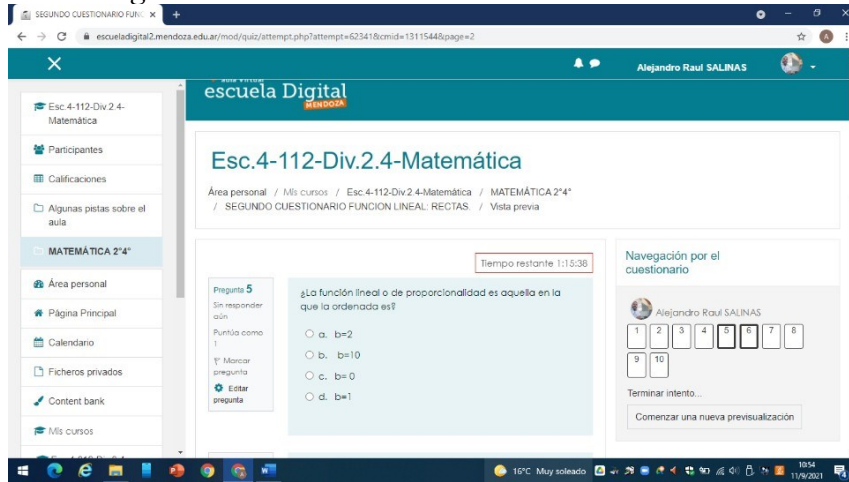 SEGUNDO CUESTIONARIO FUNC
escueladigital2.mendoza.edu.ar/mod/quiz/attempt.php?attempt=62341&cmid=1311544&page=2
A
Alejandro Raul SALINAS
aula virtual
escuela Digital
MENDOZA
Esc.4-112-Div.2.4-
Matemática
Participantes
Calificaciones
Algunas pistas sobre el
aula
MATEMÁTICA 2°4°
Área personal
Página Principal
Calendario
Ficheros privados
Content bank
Mis cursos
Esc.4-112-Div.2.4-Matemática
Área personal / Mis cursos / Esc.4-112-Div.2.4-Matemática / MATEMÁTICA 2°4°
/ SEGUNDO CUESTIONARIO FUNCION LINEAL: RECTAS. / Vista previa
Tiempo restante 1:15:38
Pregunta 5
Sin responder
aún
Puntúa como
1
Marcar
pregunta
Editar
pregunta
¿La función lineal o de proporcionalidad es aquella en la
que la ordenada es?
a. b=2
b. b=10
c. b= 0
d. b=1
Navegación por el
cuestionario
Alejandro Raul SALINAS
1 2 3 4 5 6 7 8
9 10
Terminar intento...
Comenzar una nueva previsualización
16°C Muy soleado
10:54
11/9/2021